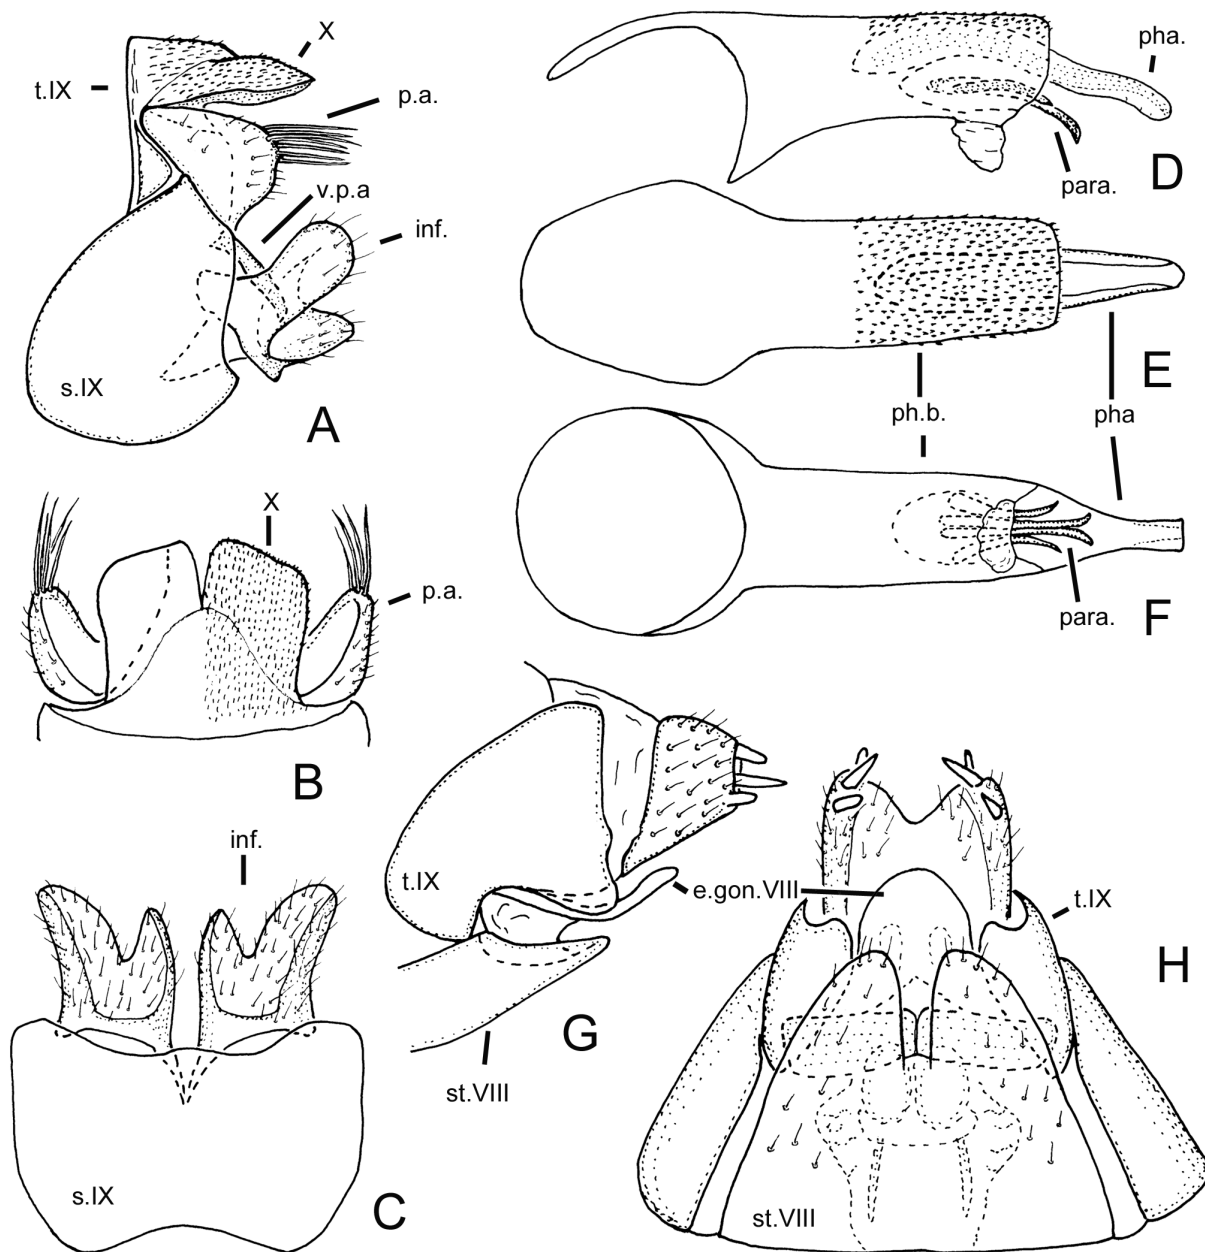 X
t.IX
p.a.
v.p.a
inf.
s.IX
A
pha.
para.
D
E
ph.b.
pha
para.
F
X
p.a.
B
inf.
s.IX
C
t.IX
e.gon.VIII
st.VIII
G
t.IX
H
st.VIII